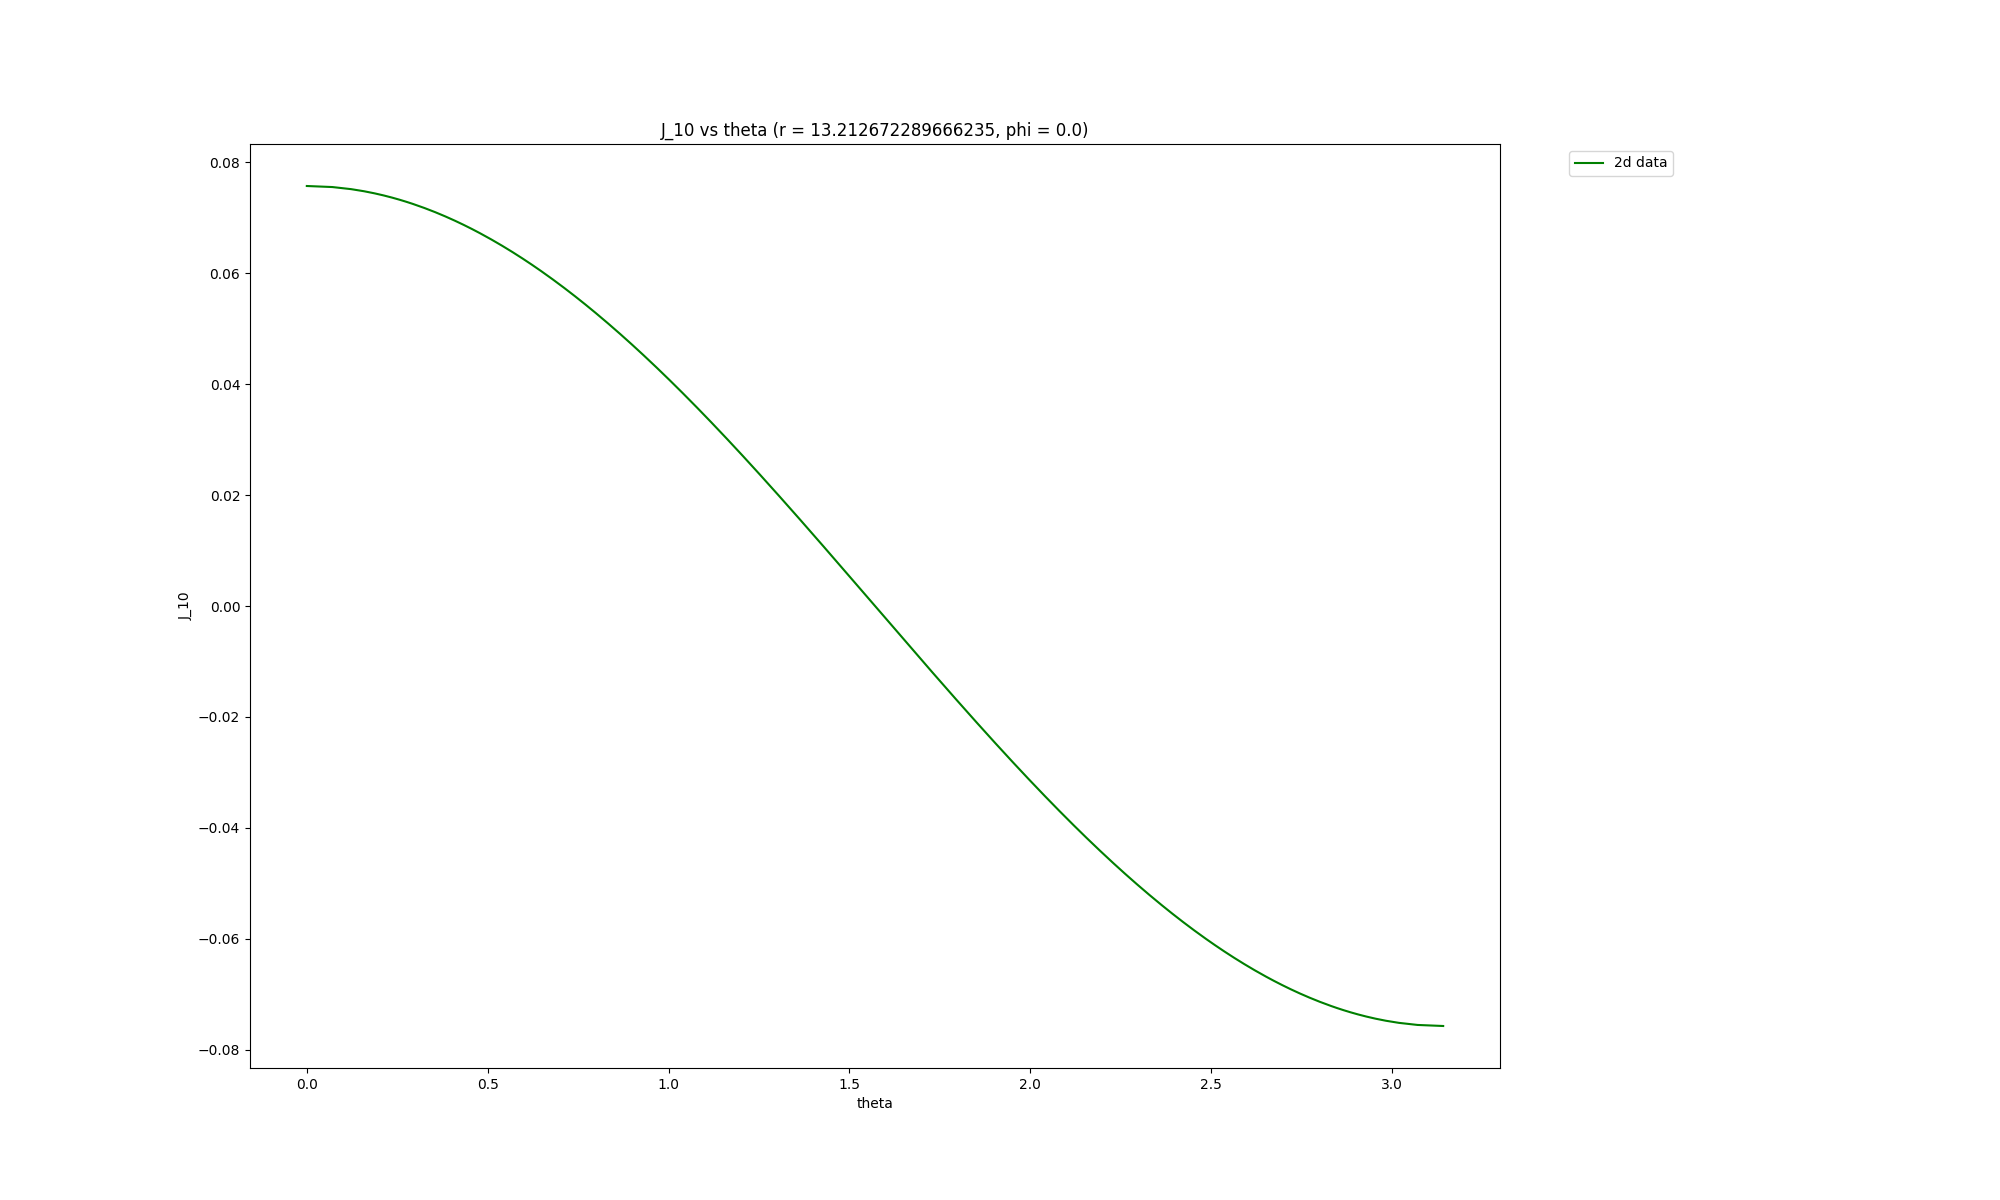 J_10 vs theta (r = 13.212672289666235, phi = 0.0)
2d data
0.08
0.06
0.04
0.02
0.00
−0.02
−0.04
−0.06
−0.08
J_10
0.0 0.5 1.0 1.5 2.0 2.5 3.0
theta